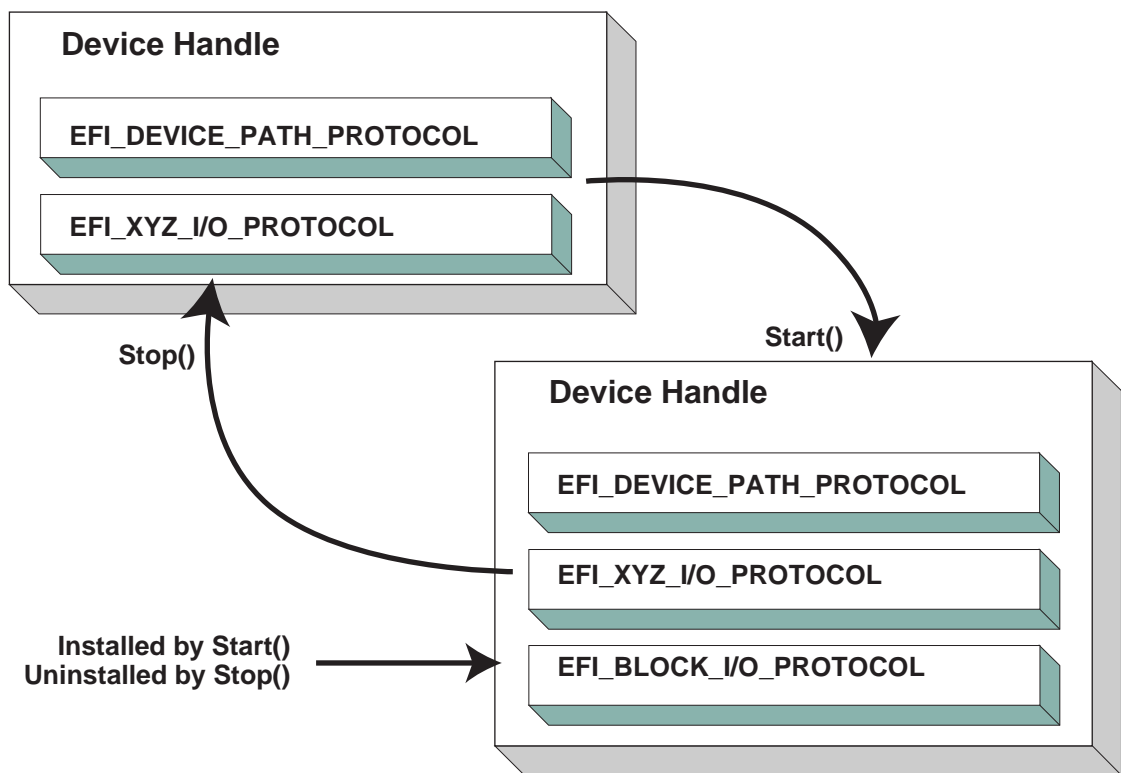 Device Handle
EFI_DEVICE_PATH_PROTOCOL
EFI_XYZ_I/O_PROTOCOL
Stop()
Start()
Device Handle
EFI_DEVICE_PATH_PROTOCOL
EFI_XYZ_I/O_PROTOCOL
Installed by Start()
Uninstalled by Stop()
EFI_BLOCK_I/O_PROTOCOL